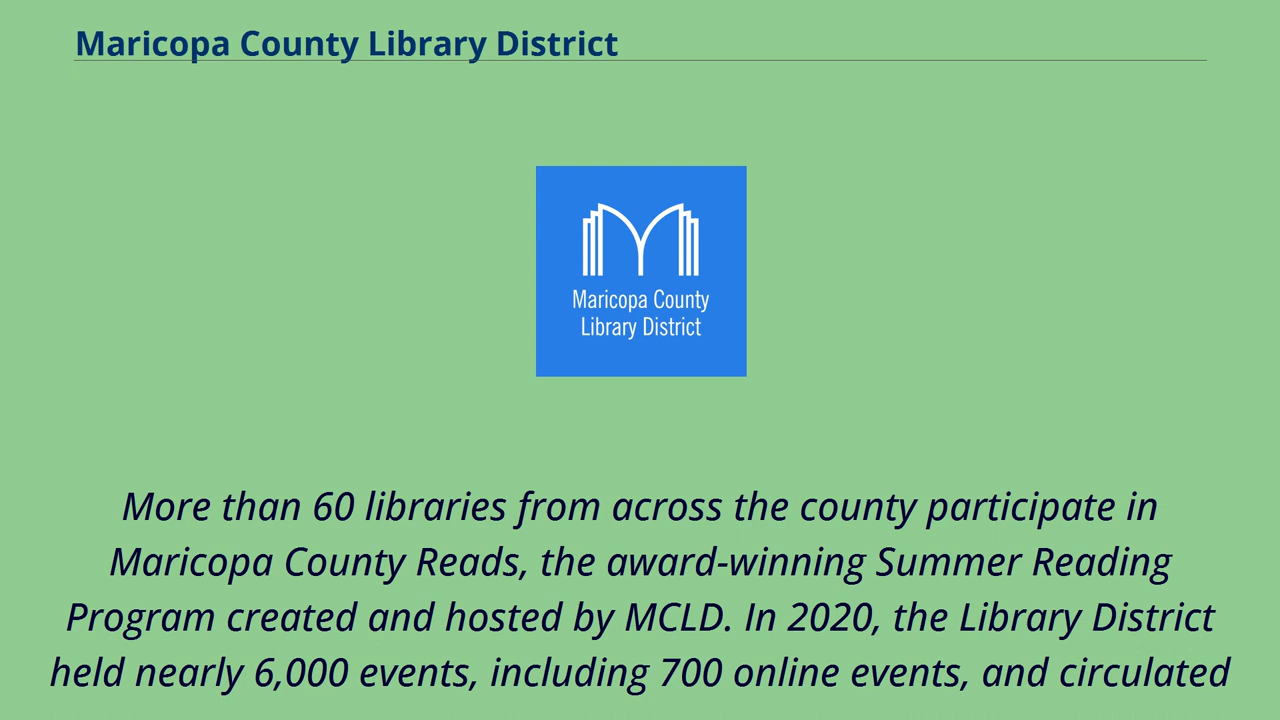 Maricopa County Library District
Maricopa County
Library District
More than 60 libraries from across the county participate in
Maricopa County Reads, the award-winning Summer Reading
Program created and hosted by MCLD. In 2020, the Library District
held nearly 6,000 events, including 700 online events, and circulated